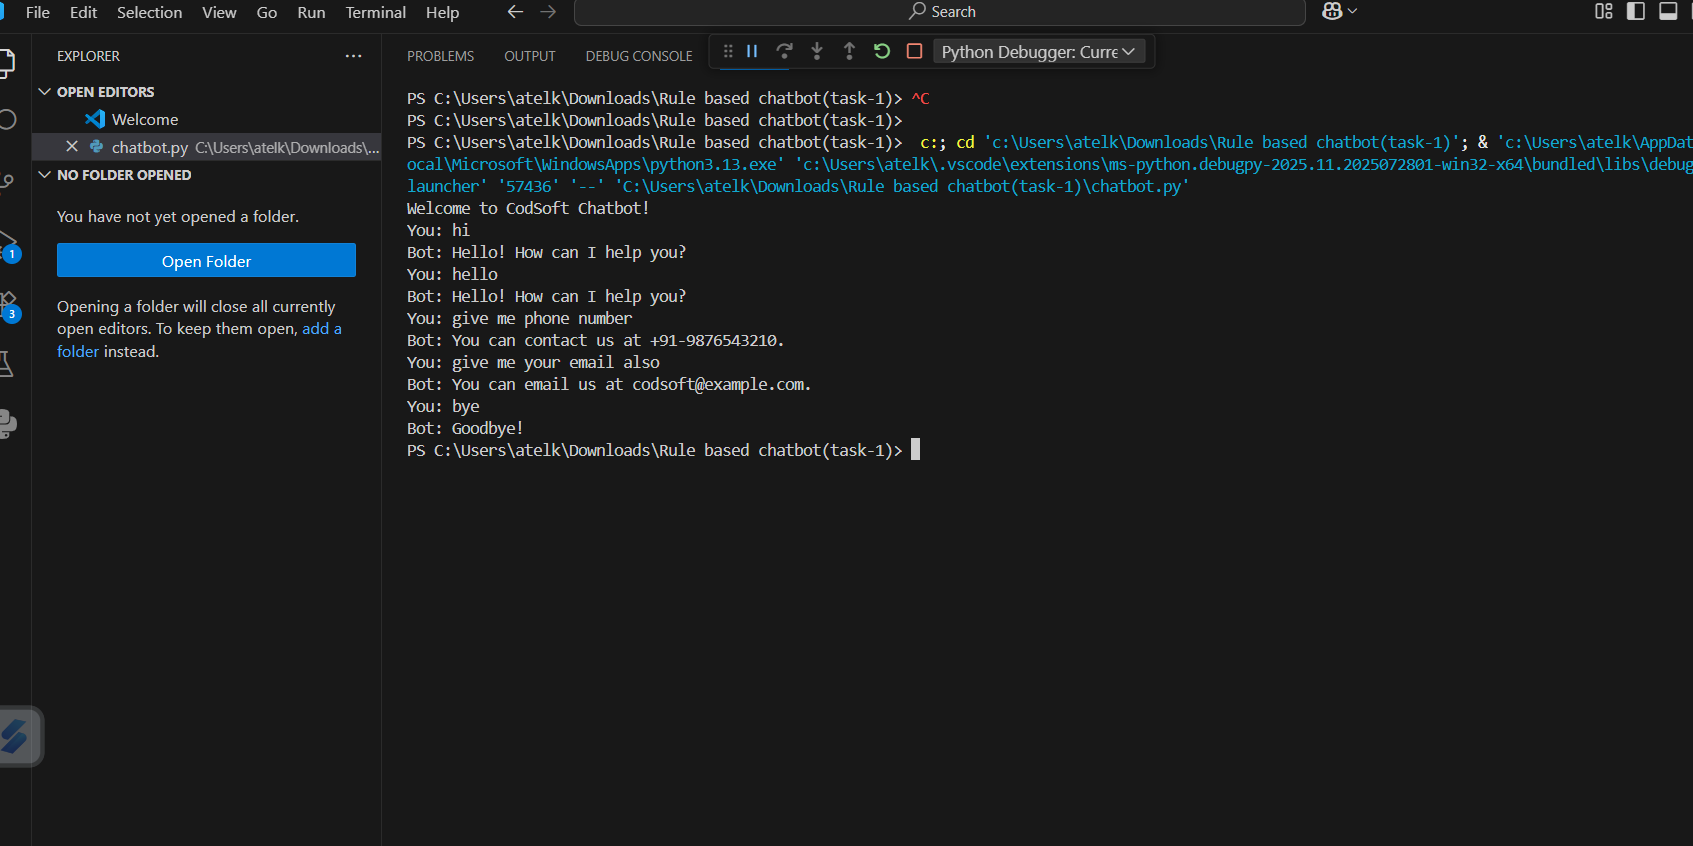 File Edit Selection View Go Run Terminal Help
Search
EXPLORER
OPEN EDITORS
Welcome
chatbot.py C:\Users\atelk\Downloads\...
NO FOLDER OPENED
You have not yet opened a folder.
Open Folder
Opening a folder will close all currently
open editors. To keep them open, add a
folder instead.
1
3
PROBLEMS OUTPUT DEBUG CONSOLE
Python Debugger: Curre
PS C:\Users\atelk\Downloads\Rule based chatbot(task-1)> ^C
PS C:\Users\atelk\Downloads\Rule based chatbot(task-1)>
PS C:\Users\atelk\Downloads\Rule based chatbot(task-1)>  c:; cd 'c:\Users\atelk\Downloads\Rule based chatbot(task-1)'; & 'c:\Users\atelk\AppDat
ocal\Microsoft\WindowsApps\python3.13.exe' 'c:\Users\atelk\.vscode\extensions\ms-python.debugpy-2025.11.2025072801-win32-x64\bundled\libs\debug
launcher' '57436' '--' 'C:\Users\atelk\Downloads\Rule based chatbot(task-1)\chatbot.py'
Welcome to CodSoft Chatbot!
You: hi
Bot: Hello! How can I help you?
You: hello
Bot: Hello! How can I help you?
You: give me phone number
Bot: You can contact us at +91-9876543210.
You: give me your email also
Bot: You can email us at codsoft@example.com.
You: bye
Bot: Goodbye!
PS C:\Users\atelk\Downloads\Rule based chatbot(task-1)>